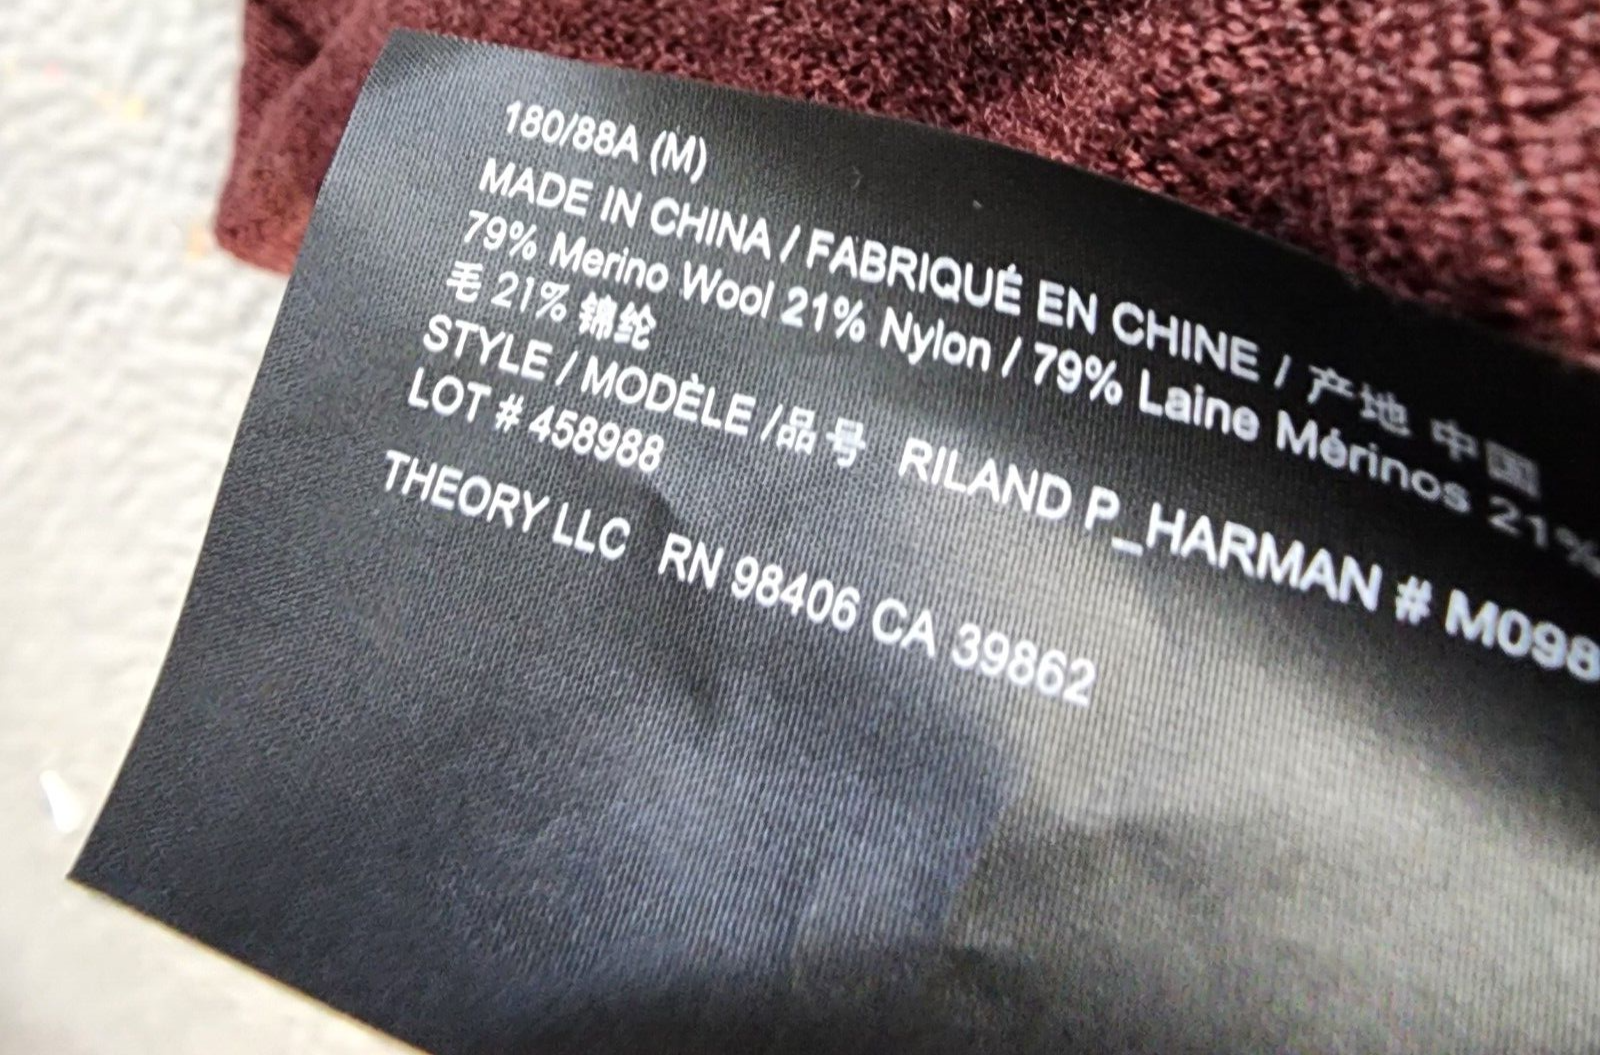 180/88A (M)
MADE IN CHINA / FABRIQUÉ EN CHINE / 产地 中国
79% Merino Wool 21% Nylon / 79% Laine Mérinos 21%
毛 21% 锦纶
STYLE / MODÈLE /品号 RILAND P_HARMAN # M098
LOT # 458988
THEORY LLC RN 98406 CA 39862